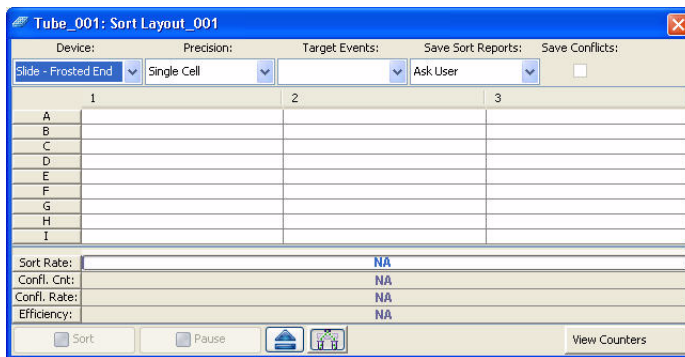 Tube_001: Sort Layout_001
Device: Precision: Target Events: Save Sort Reports: Save Conflicts:
Slide - Frosted End Single Cell Ask User
1 2 3
A
B
C
D
E
F
G
H
I
Sort Rate: NA
Confl. Cnt: NA
Confl. Rate: NA
Efficiency: NA
Sort Pause View Counters